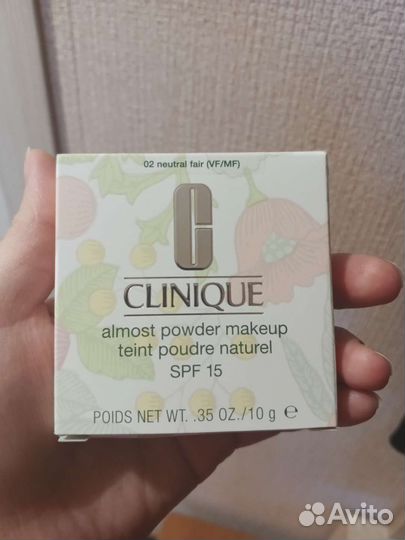 02 neutral fair (VF/MF)
C
CLINIQUE
almost powder makeup
teint poudre naturel
SPF 15
POIDS NET WT. .35 OZ./10 g e
Avito